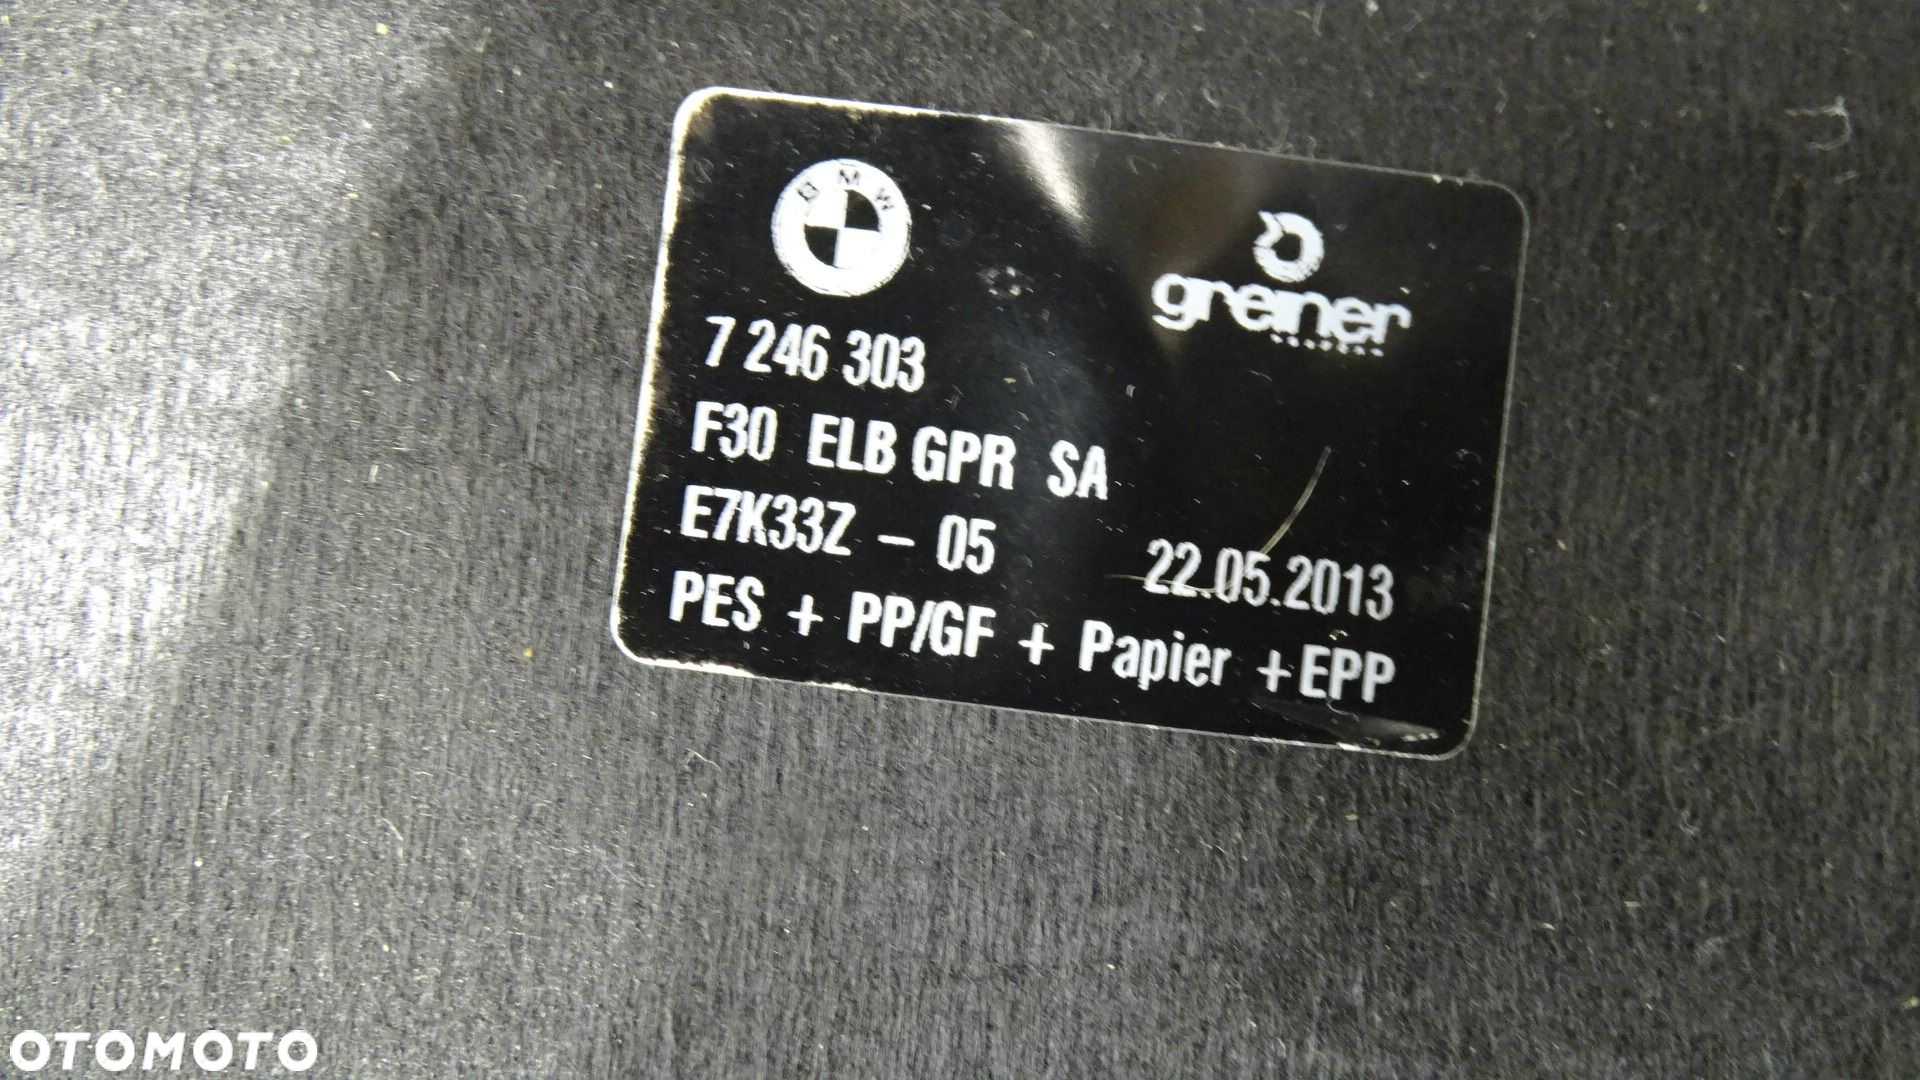 BMW
greiner
7 246 303
F30 ELB GPR SA
E7K33Z - 05
22.05.2013
PES + PP/GF + Papier + EPP
OTOMOTO